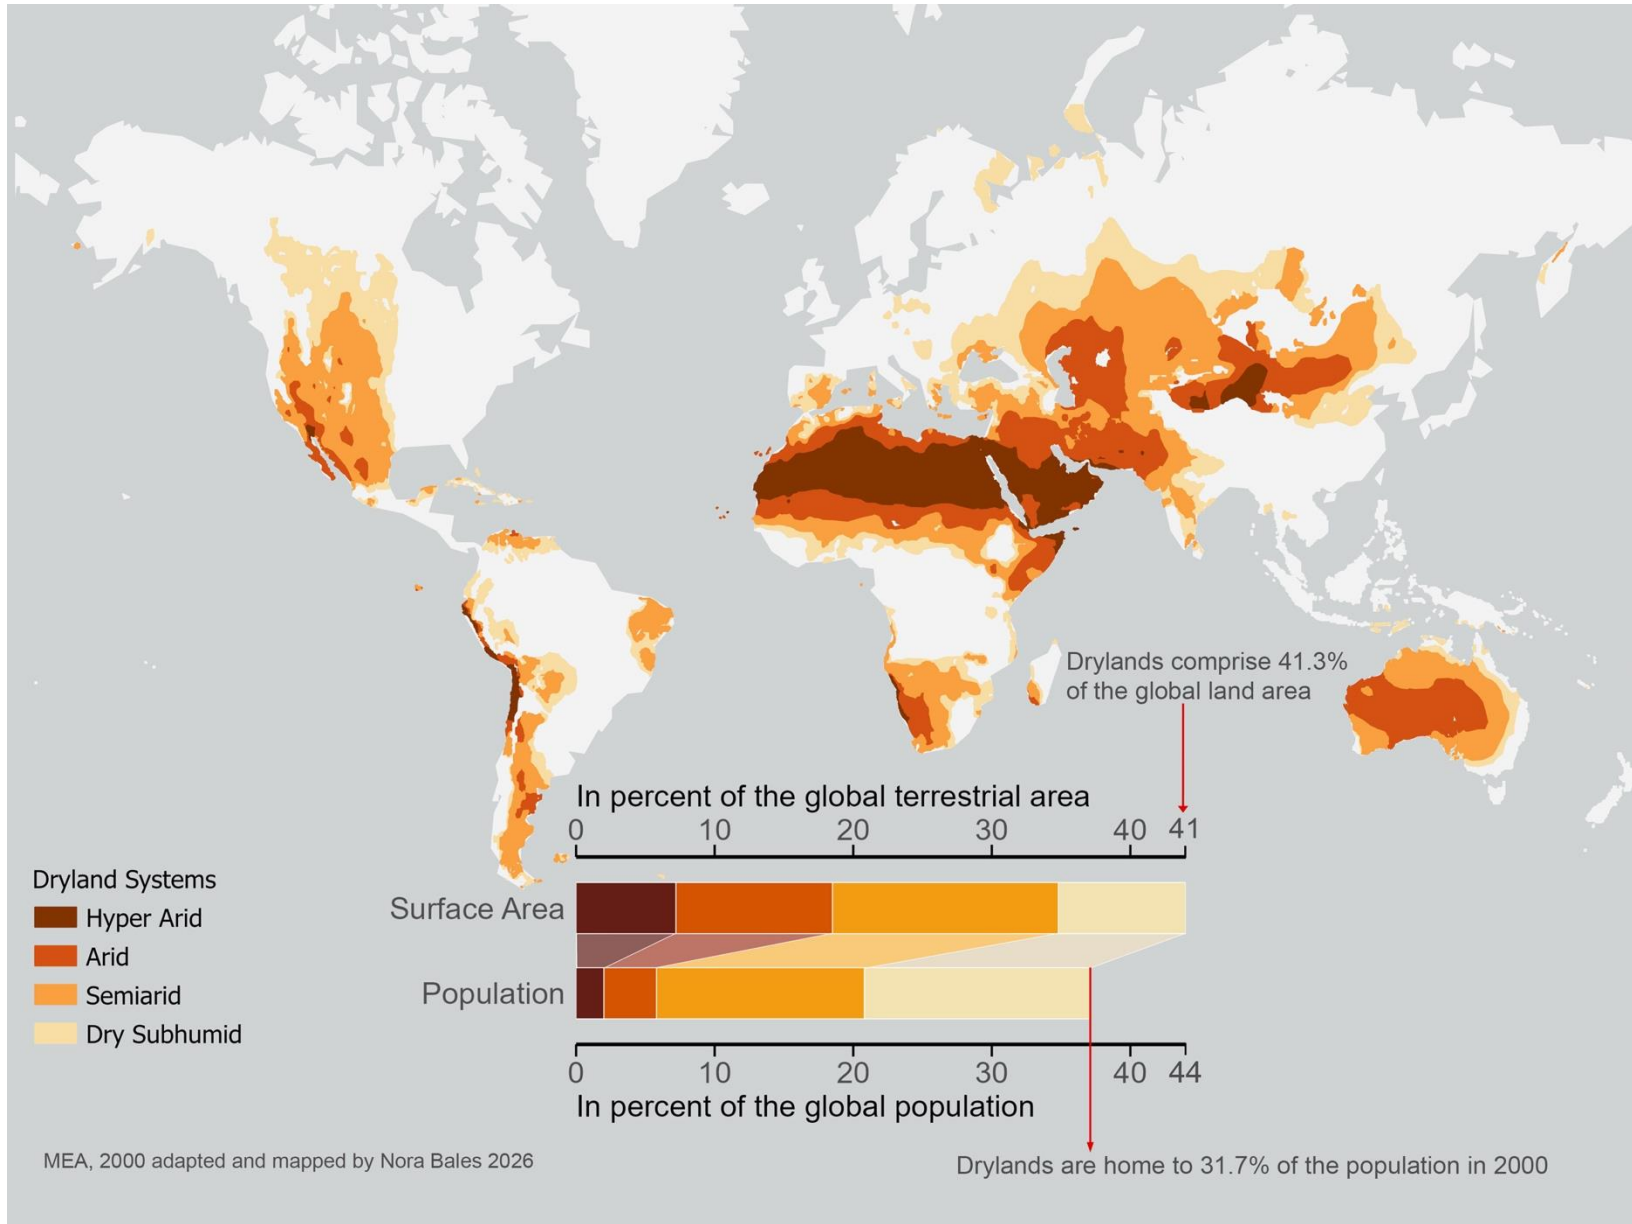 Drylands comprise 41.3%
of the global land area
In percent of the global terrestrial area
0 10 20 30 40 41
Surface Area
Population
0 10 20 30 40 44
In percent of the global population
Dryland Systems
Hyper Arid
Arid
Semiarid
Dry Subhumid
MEA, 2000 adapted and mapped by Nora Bales 2026
Drylands are home to 31.7% of the population in 2000